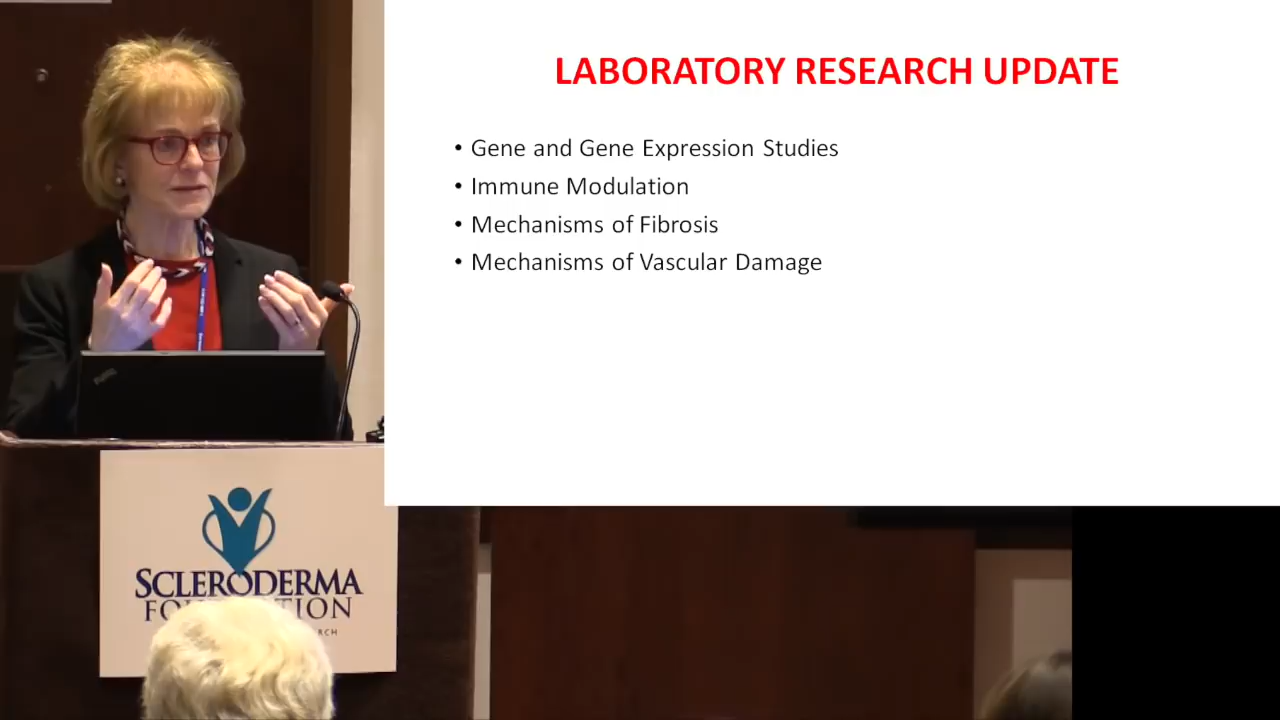 LABORATORY RESEARCH UPDATE
• Gene and Gene Expression Studies
• Immune Modulation
• Mechanisms of Fibrosis
• Mechanisms of Vascular Damage
SCLERODERMA